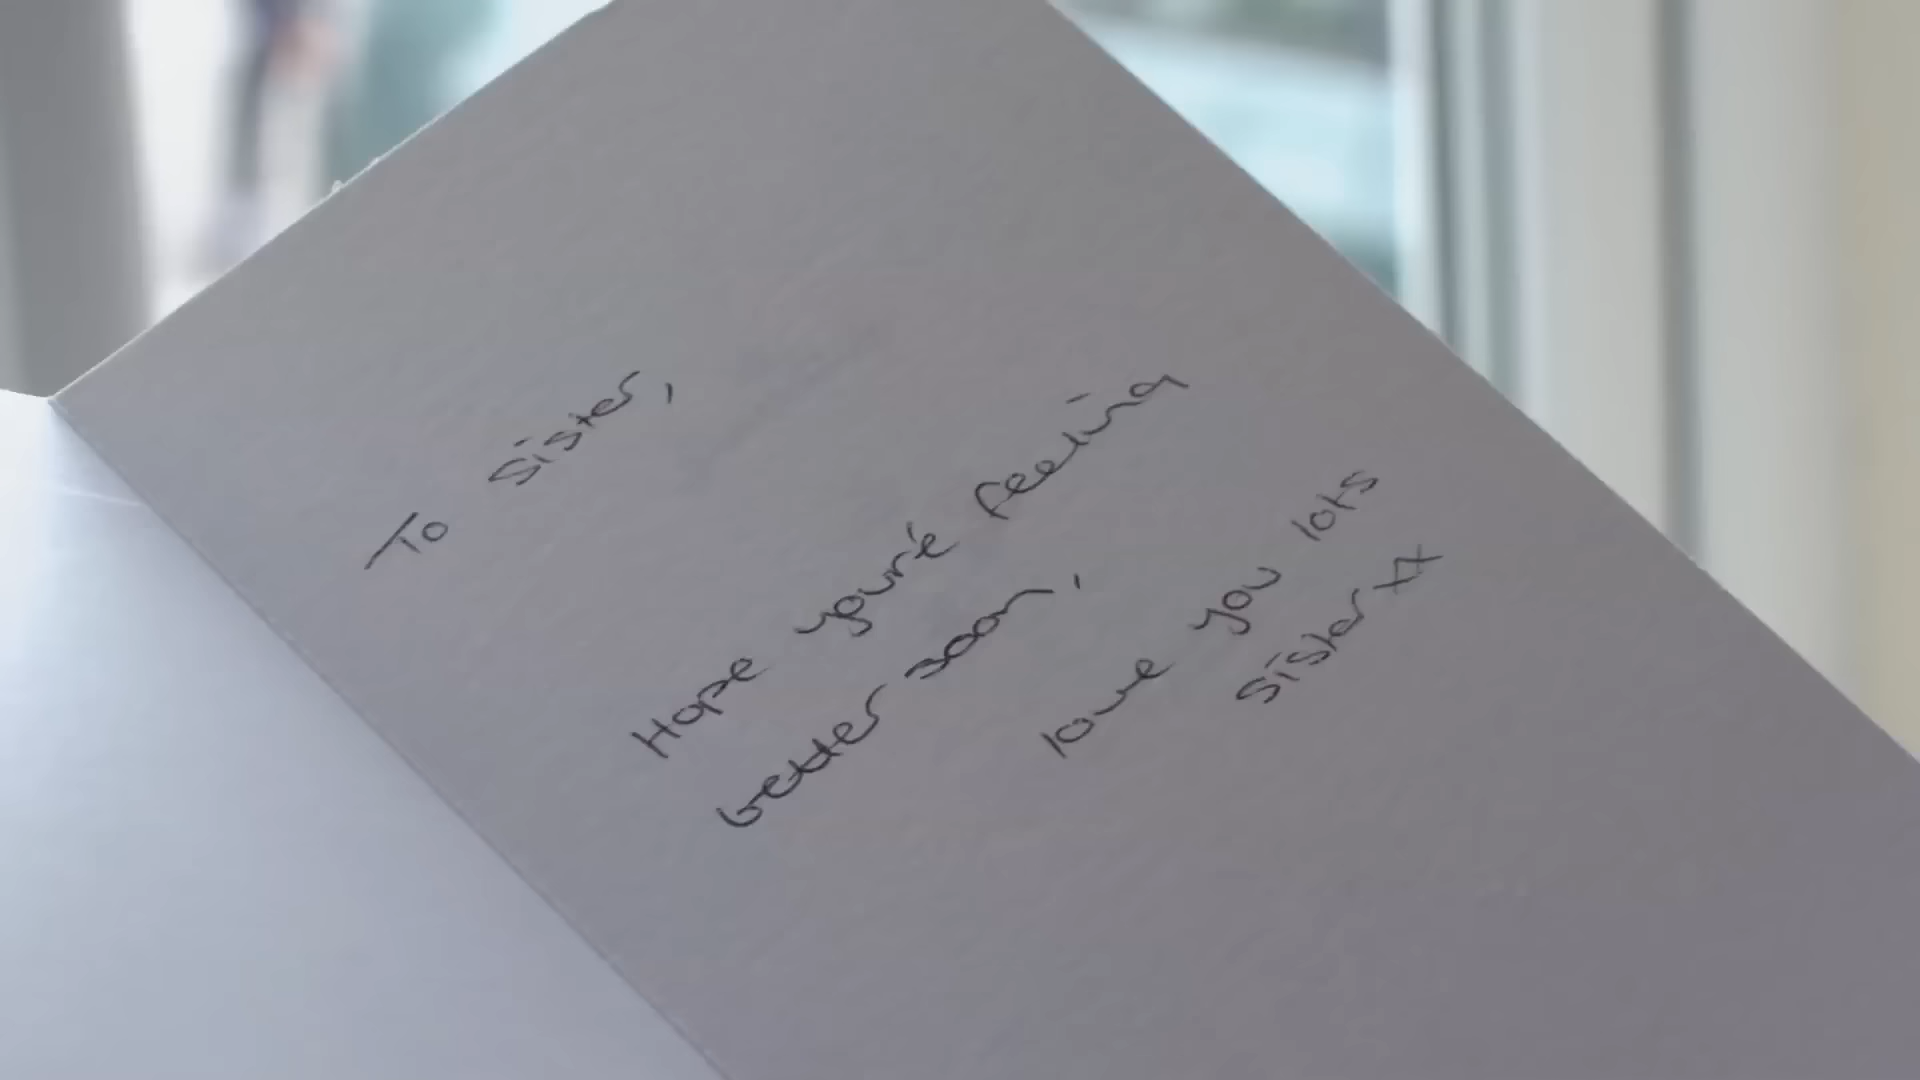 To Sister,
Hope you're feeling
better soon,
love you lots
Sister xx